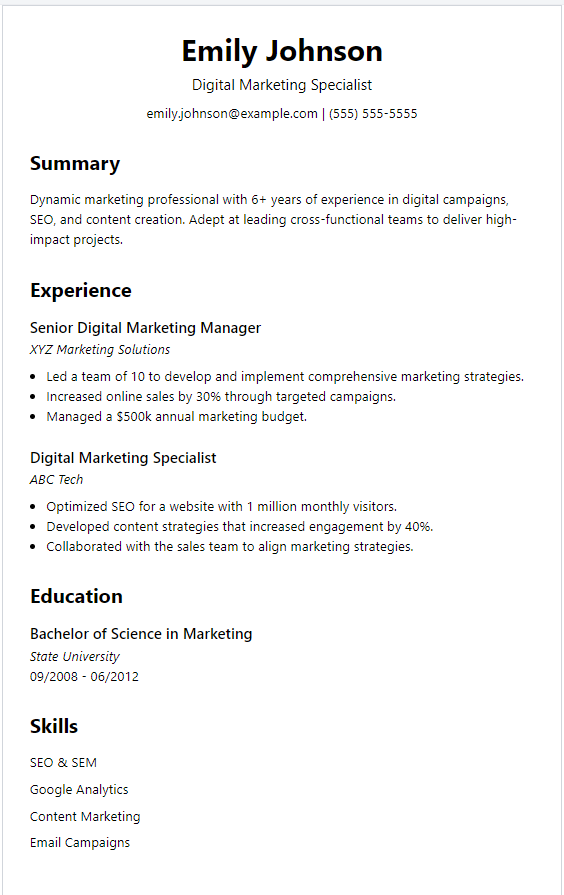 Emily Johnson
Digital Marketing Specialist
emily.johnson@example.com | (555) 555-5555
Summary
Dynamic marketing professional with 6+ years of experience in digital campaigns,
SEO, and content creation. Adept at leading cross-functional teams to deliver high-
impact projects.
Experience
Senior Digital Marketing Manager
XYZ Marketing Solutions
• Led a team of 10 to develop and implement comprehensive marketing strategies.
• Increased online sales by 30% through targeted campaigns.
• Managed a $500k annual marketing budget.
Digital Marketing Specialist
ABC Tech
• Optimized SEO for a website with 1 million monthly visitors.
• Developed content strategies that increased engagement by 40%.
• Collaborated with the sales team to align marketing strategies.
Education
Bachelor of Science in Marketing
State University
09/2008 - 06/2012
Skills
SEO & SEM
Google Analytics
Content Marketing
Email Campaigns